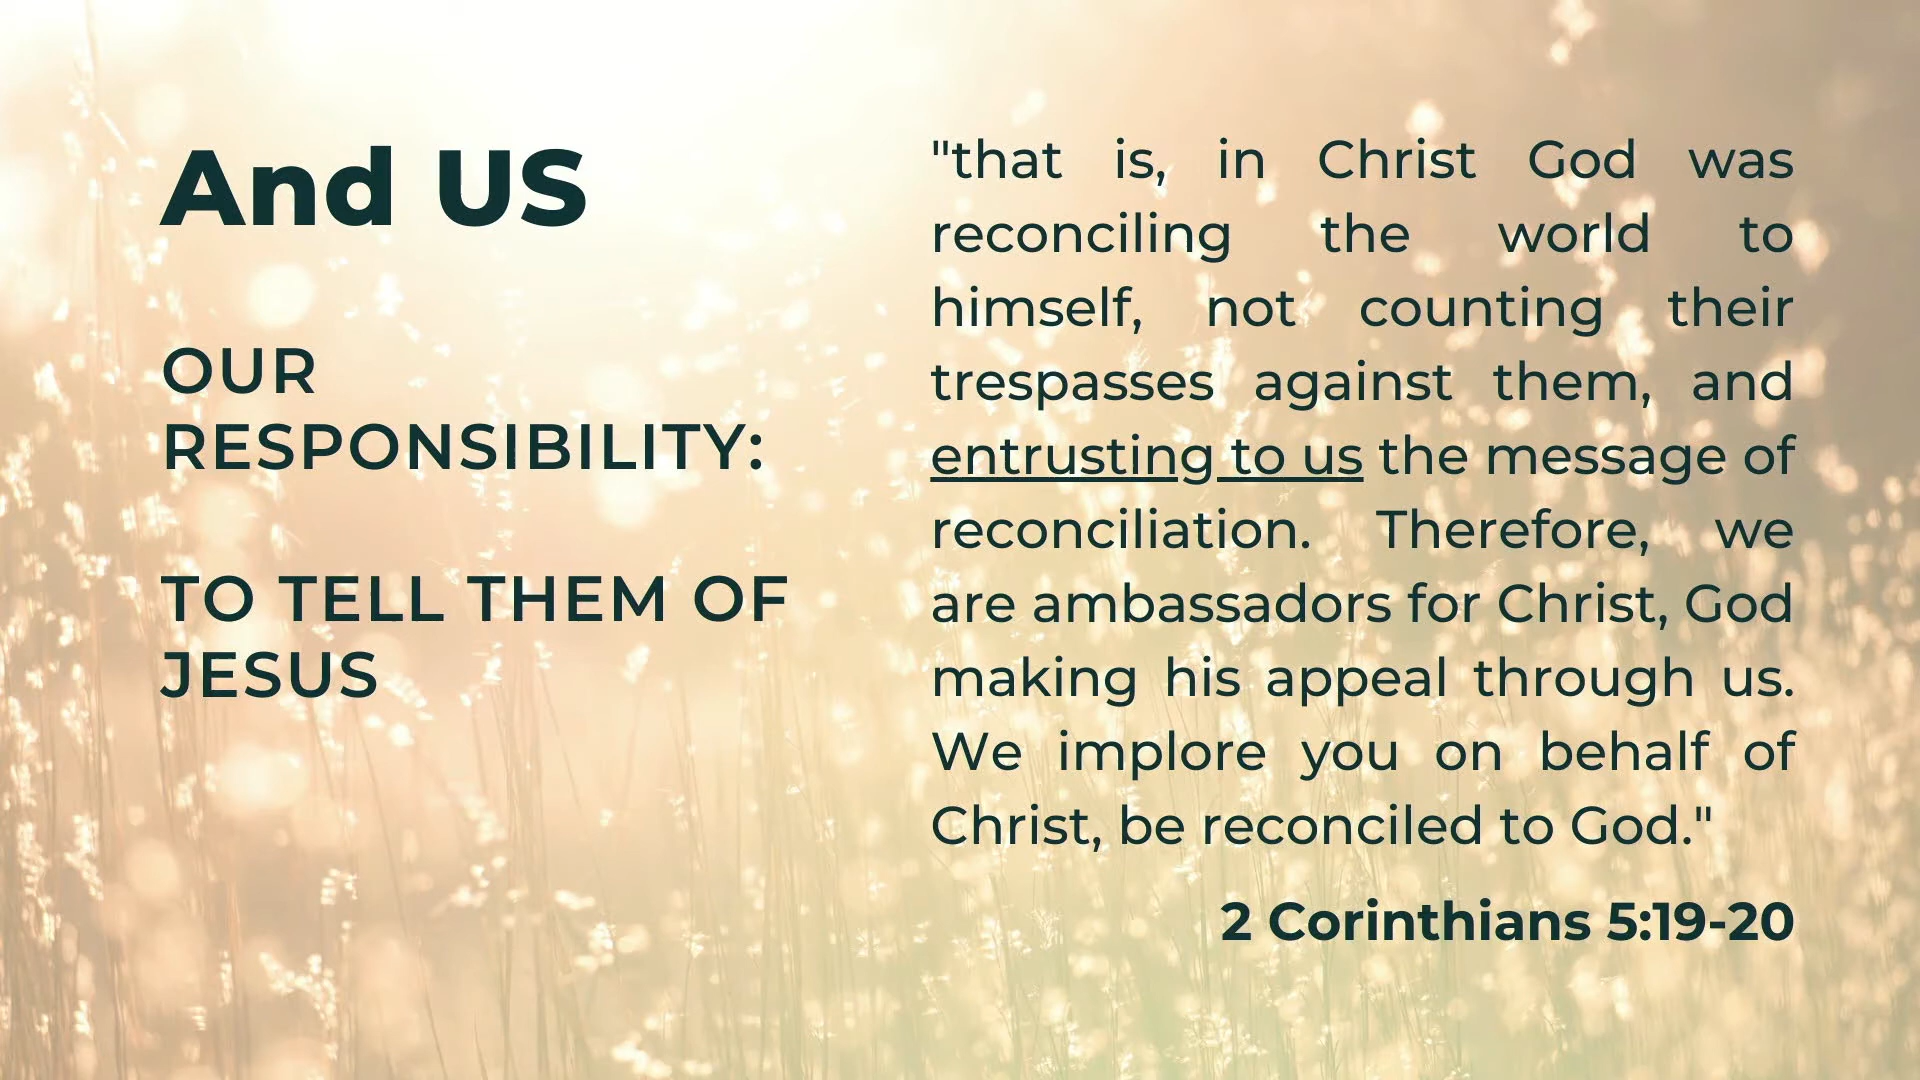 And US
OUR
RESPONSIBILITY:
TO TELL THEM OF
JESUS
"that is, in Christ God was
reconciling the world to
himself, not counting their
trespasses against them, and
entrusting to us the message of
reconciliation. Therefore, we
are ambassadors for Christ, God
making his appeal through us.
We implore you on behalf of
Christ, be reconciled to God."
2 Corinthians 5:19-20